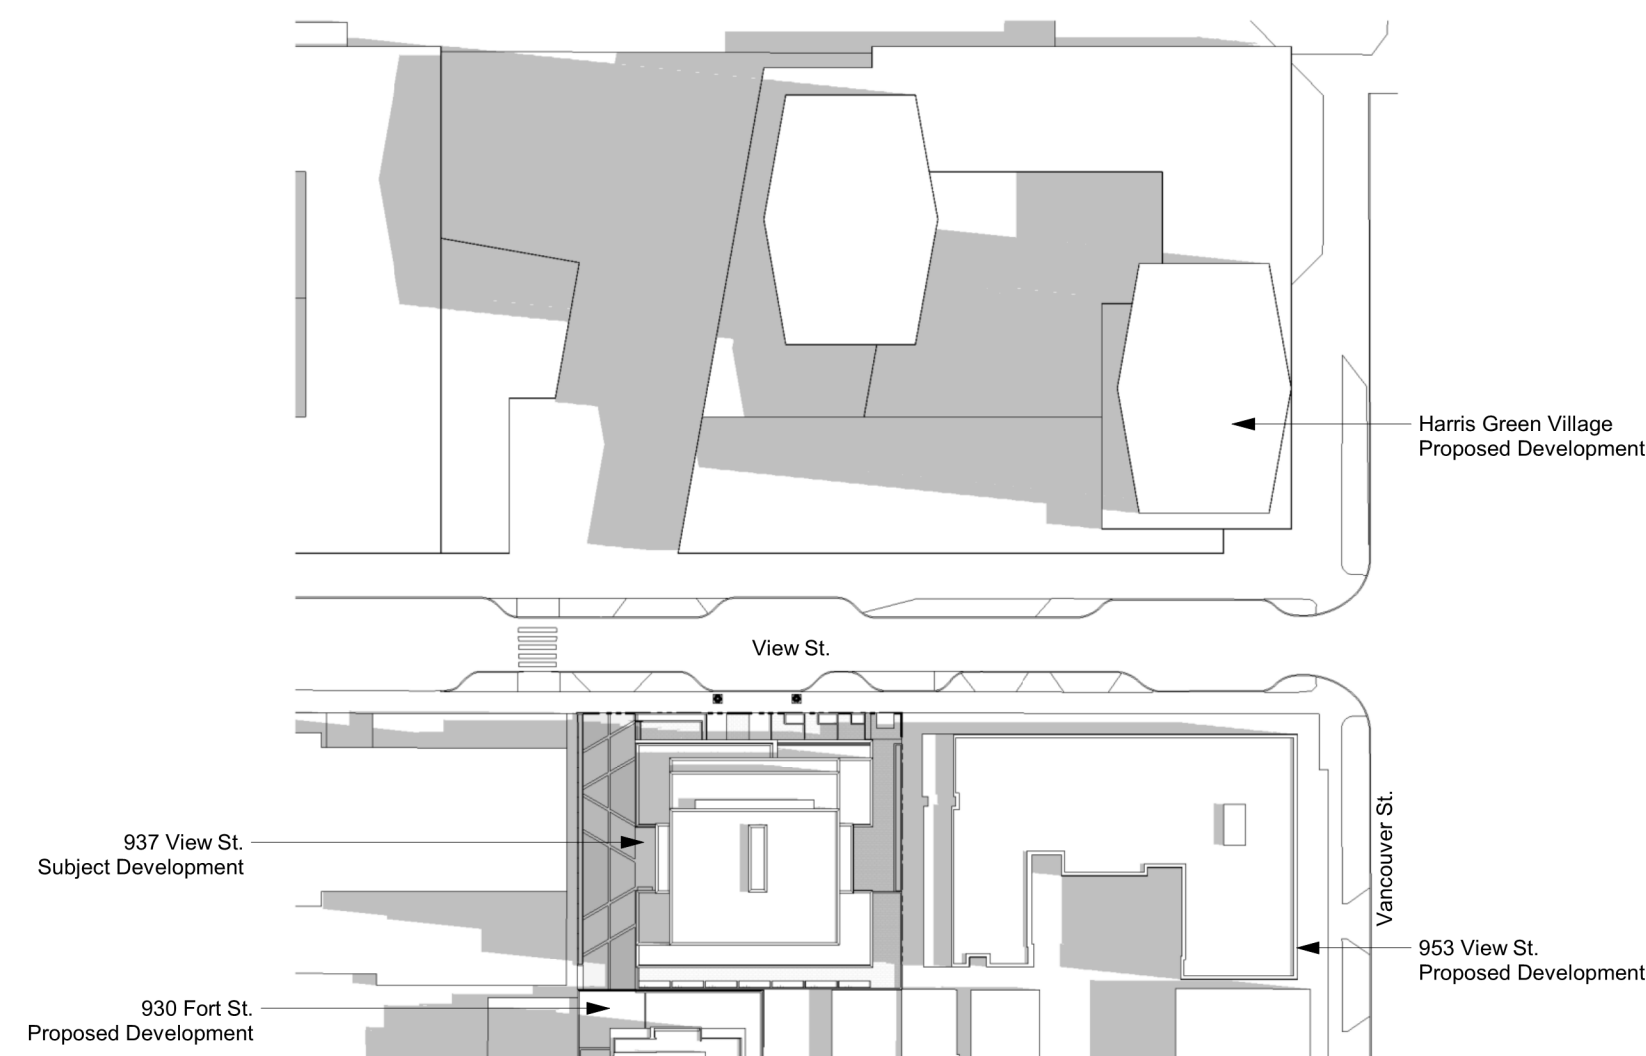 Harris Green Village
Proposed Development
View St.
937 View St.
Subject Development
Vancouver St.
953 View St.
Proposed Development
930 Fort St.
Proposed Development